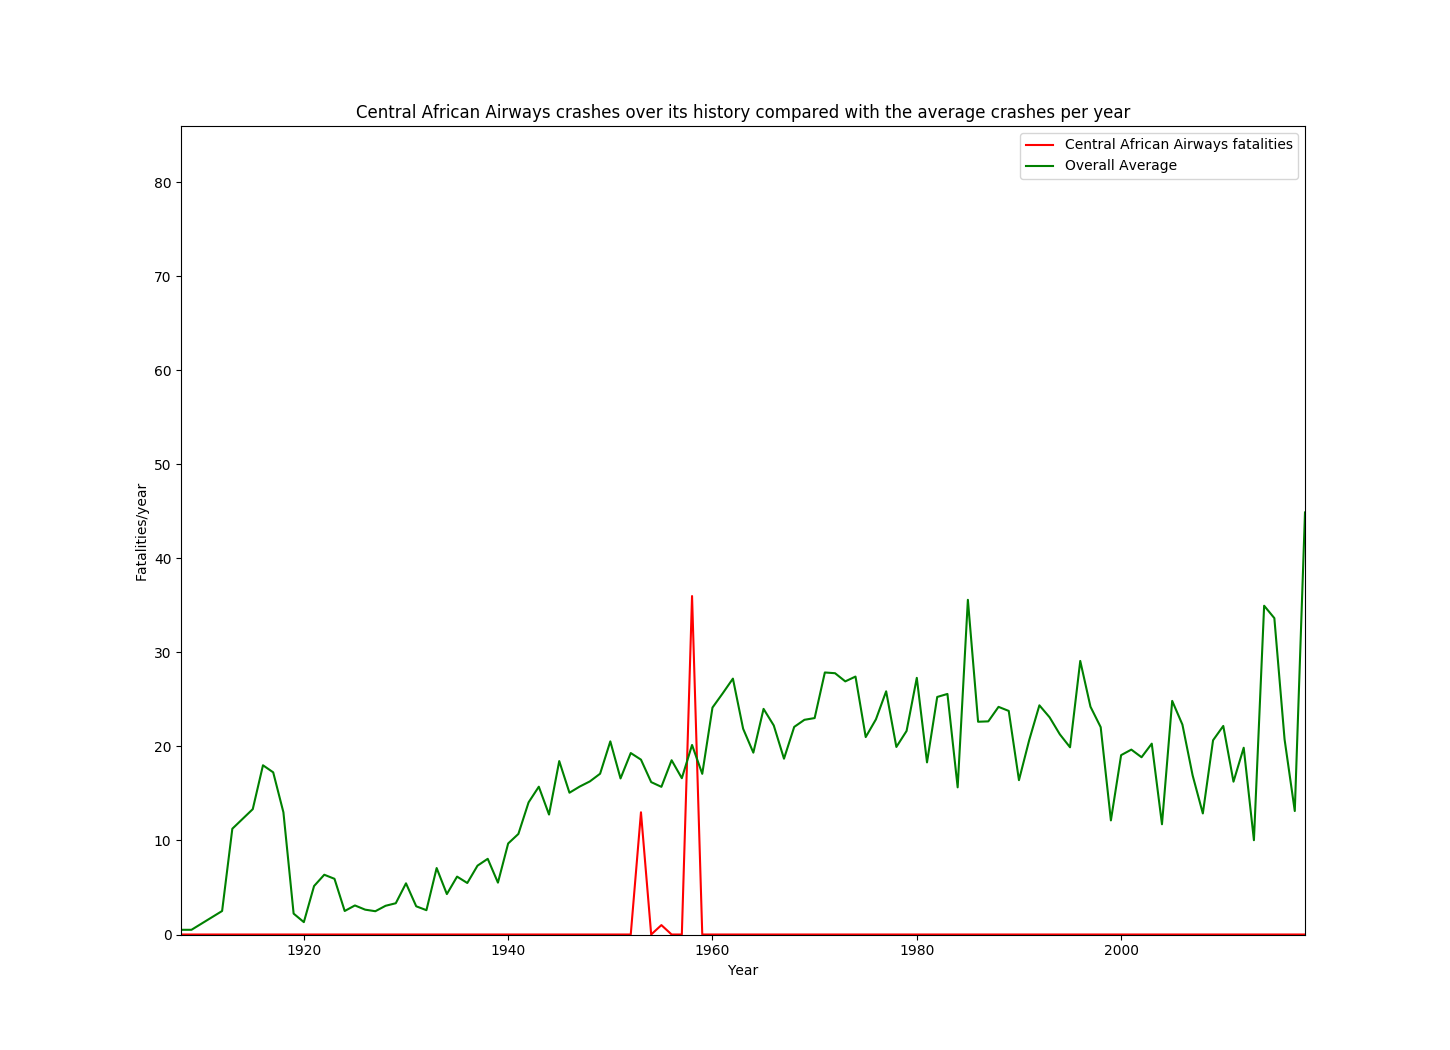 Central African Airways crashes over its history compared with the average crashes per year
Central African Airways fatalities
Overall Average
80
70
60
50
40
30
20
10
0
Fatalities/year
1920
1940
1960
1980
2000
Year